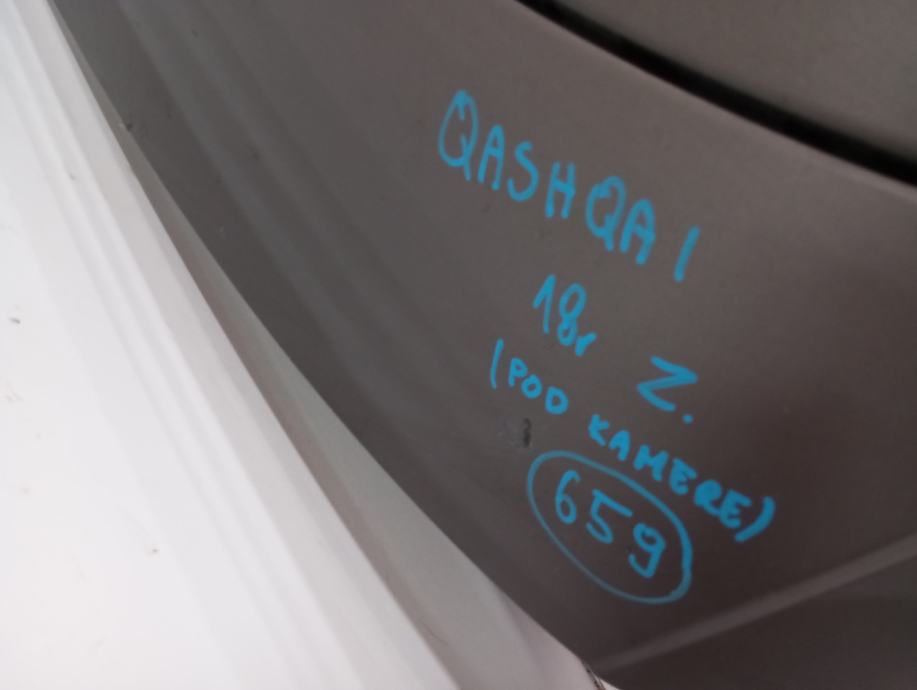 QASHQAI
18r Z.
(POD KAMERE)
659